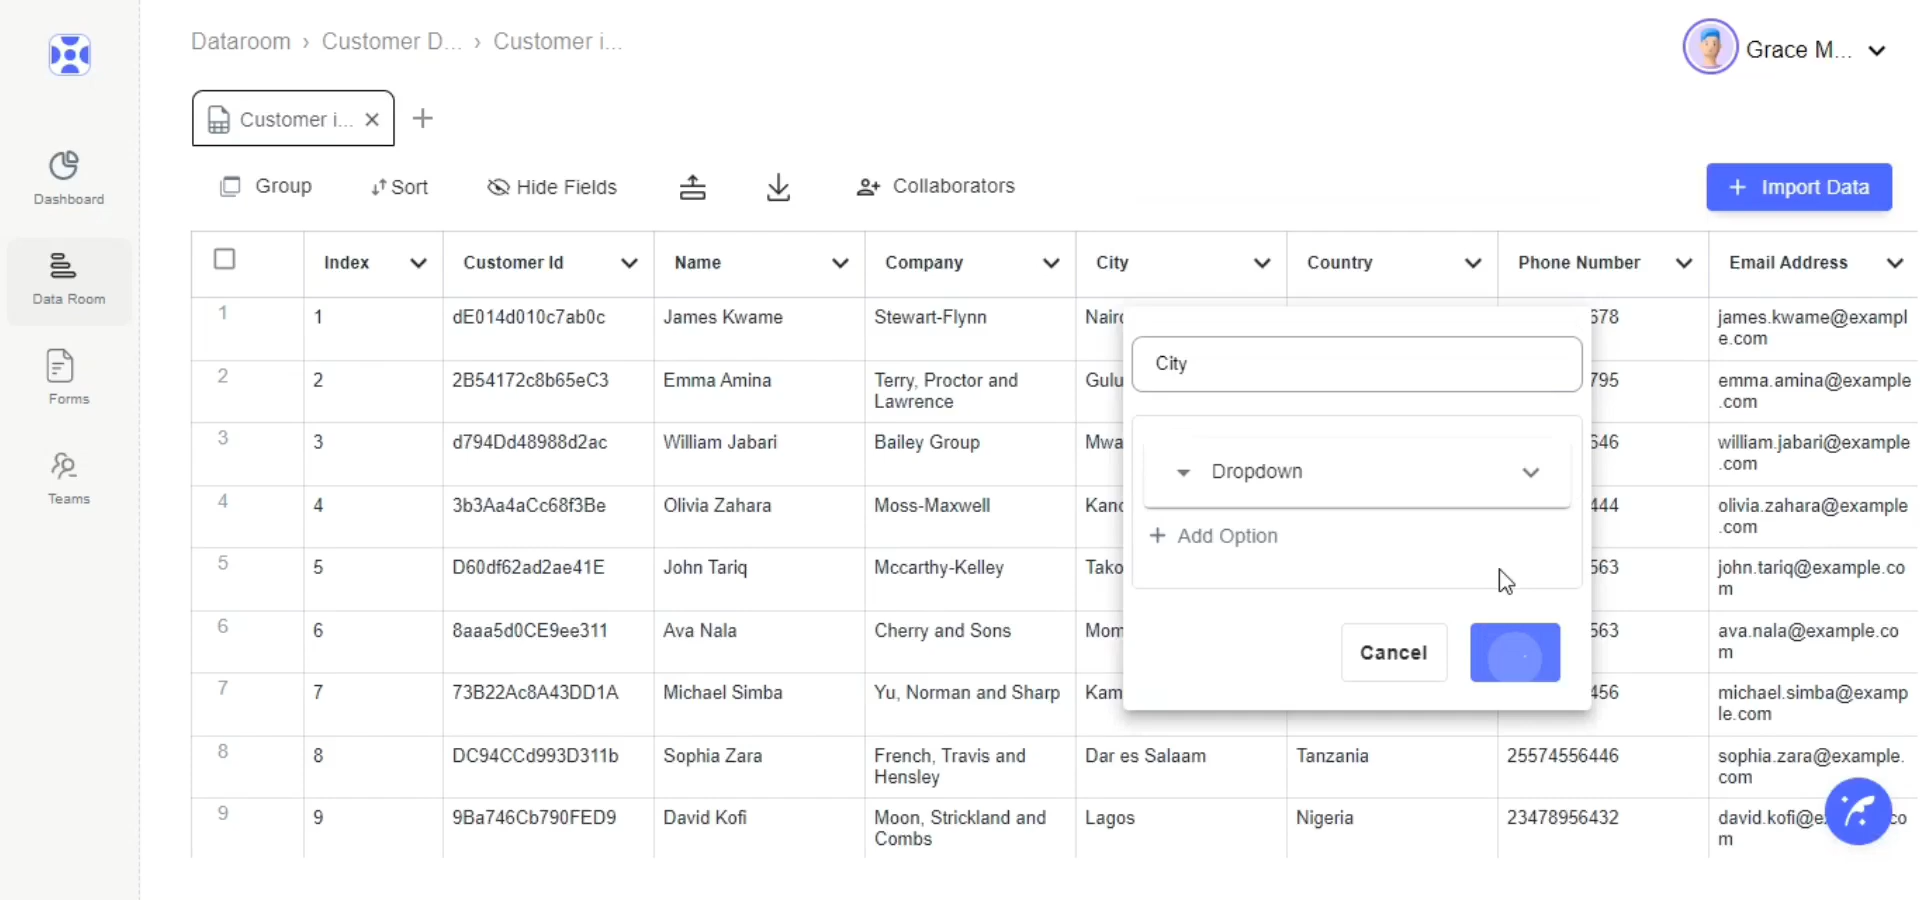 Dataroom › Customer D... › Customer i...
Grace M...
Customer i...
Group
Sort
Hide Fields
Collaborators
Import Data
Dashboard
Data Room
Forms
Teams
Index Customer Id Name Company City Country Phone Number Email Address
1 1 dE014d010c7ab0c James Kwame Stewart-Flynn 678 james.kwame@exampl
e.com
2 2 2B54172c8b65eC3 Emma Amina Terry, Proctor and Gulu 795 emma.amina@example
Lawrence .com
3 3 d794Dd48988d2ac William Jabari Bailey Group Mwa 646 william.jabari@example
.com
4 4 3b3Aa4aCc68f3Be Olivia Zahara Moss-Maxwell 444 olivia.zahara@example
.com
5 5 D60df62ad2ae41E John Tariq Mccarthy-Kelley Tako 563 john.tariq@example.co
m
6 6 8aaa5d0CE9ee311 Ava Nala Cherry and Sons Mom 563 ava.nala@example.co
m
7 7 73B22Ac8A43DD1A Michael Simba Yu, Norman and Sharp Kam 456 michael.simba@examp
le.com
8 8 DC94CCd993D311b Sophia Zara French, Travis and Dar es Salaam Tanzania 25574556446 sophia.zara@example.
Hensley com
9 9 9Ba746Cb790FED9 David Kofi Moon, Strickland and Lagos Nigeria 23478956432
Combs m
City
Dropdown
Add Option
Cancel